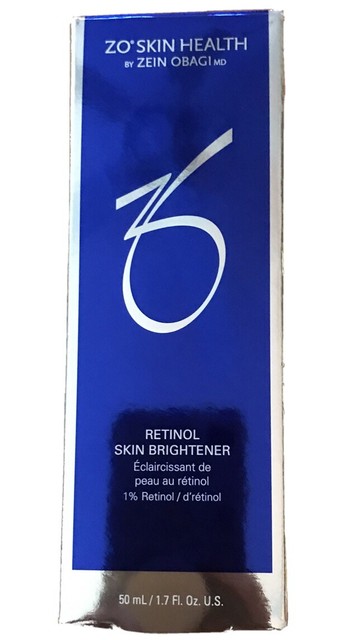 ZO® SKIN HEALTH
BY ZEIN OBAGI MD
RETINOL
SKIN BRIGHTENER
Éclaircissant de
peau au rétinol
1% Retinol / d'rétinol
50 mL / 1.7 Fl. Oz. U.S.